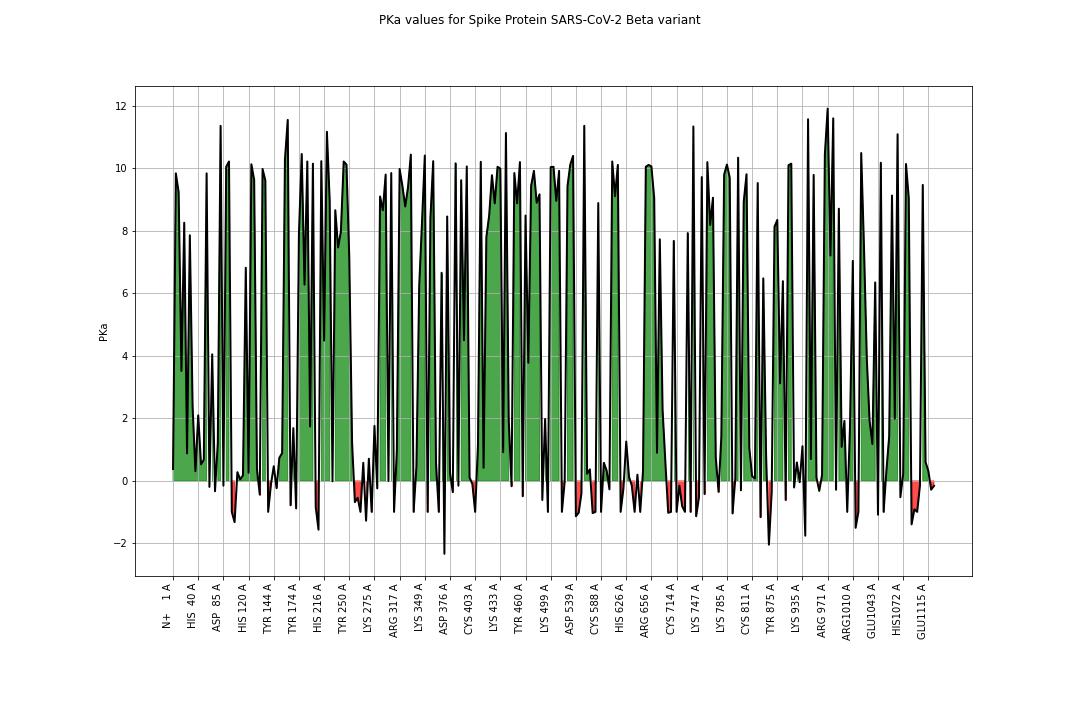 PKa values for Spike Protein SARS-CoV-2 Beta variant
12
10
8
6
4
2
0
−2
PKa
N+ 1 A
HIS 40 A
ASP 85 A
HIS 120 A
TYR 144 A
TYR 174 A
HIS 216 A
TYR 250 A
LYS 275 A
ARG 317 A
LYS 349 A
ASP 376 A
CYS 403 A
LYS 433 A
TYR 460 A
LYS 499 A
ASP 539 A
CYS 588 A
HIS 626 A
ARG 656 A
CYS 714 A
LYS 747 A
LYS 785 A
CYS 811 A
TYR 875 A
LYS 935 A
ARG 971 A
ARG1010 A
GLU1043 A
HIS1072 A
GLU1115 A